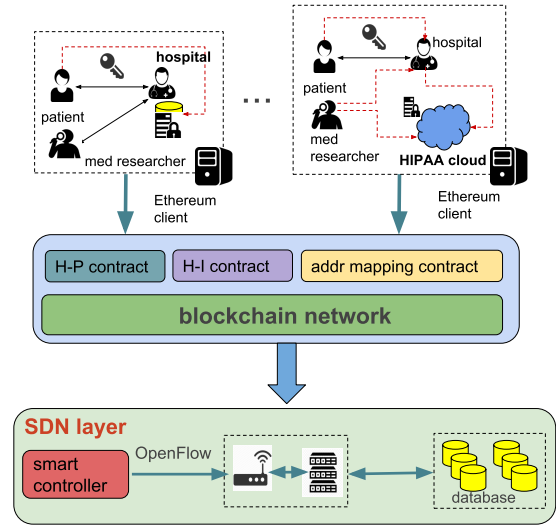 hospital
patient
med researcher
Ethereum
client
...
hospital
patient
med
researcher
HIPAA cloud
Ethereum
client
H-P contract
H-I contract
addr mapping contract
blockchain network
SDN layer
smart
controller
OpenFlow
database